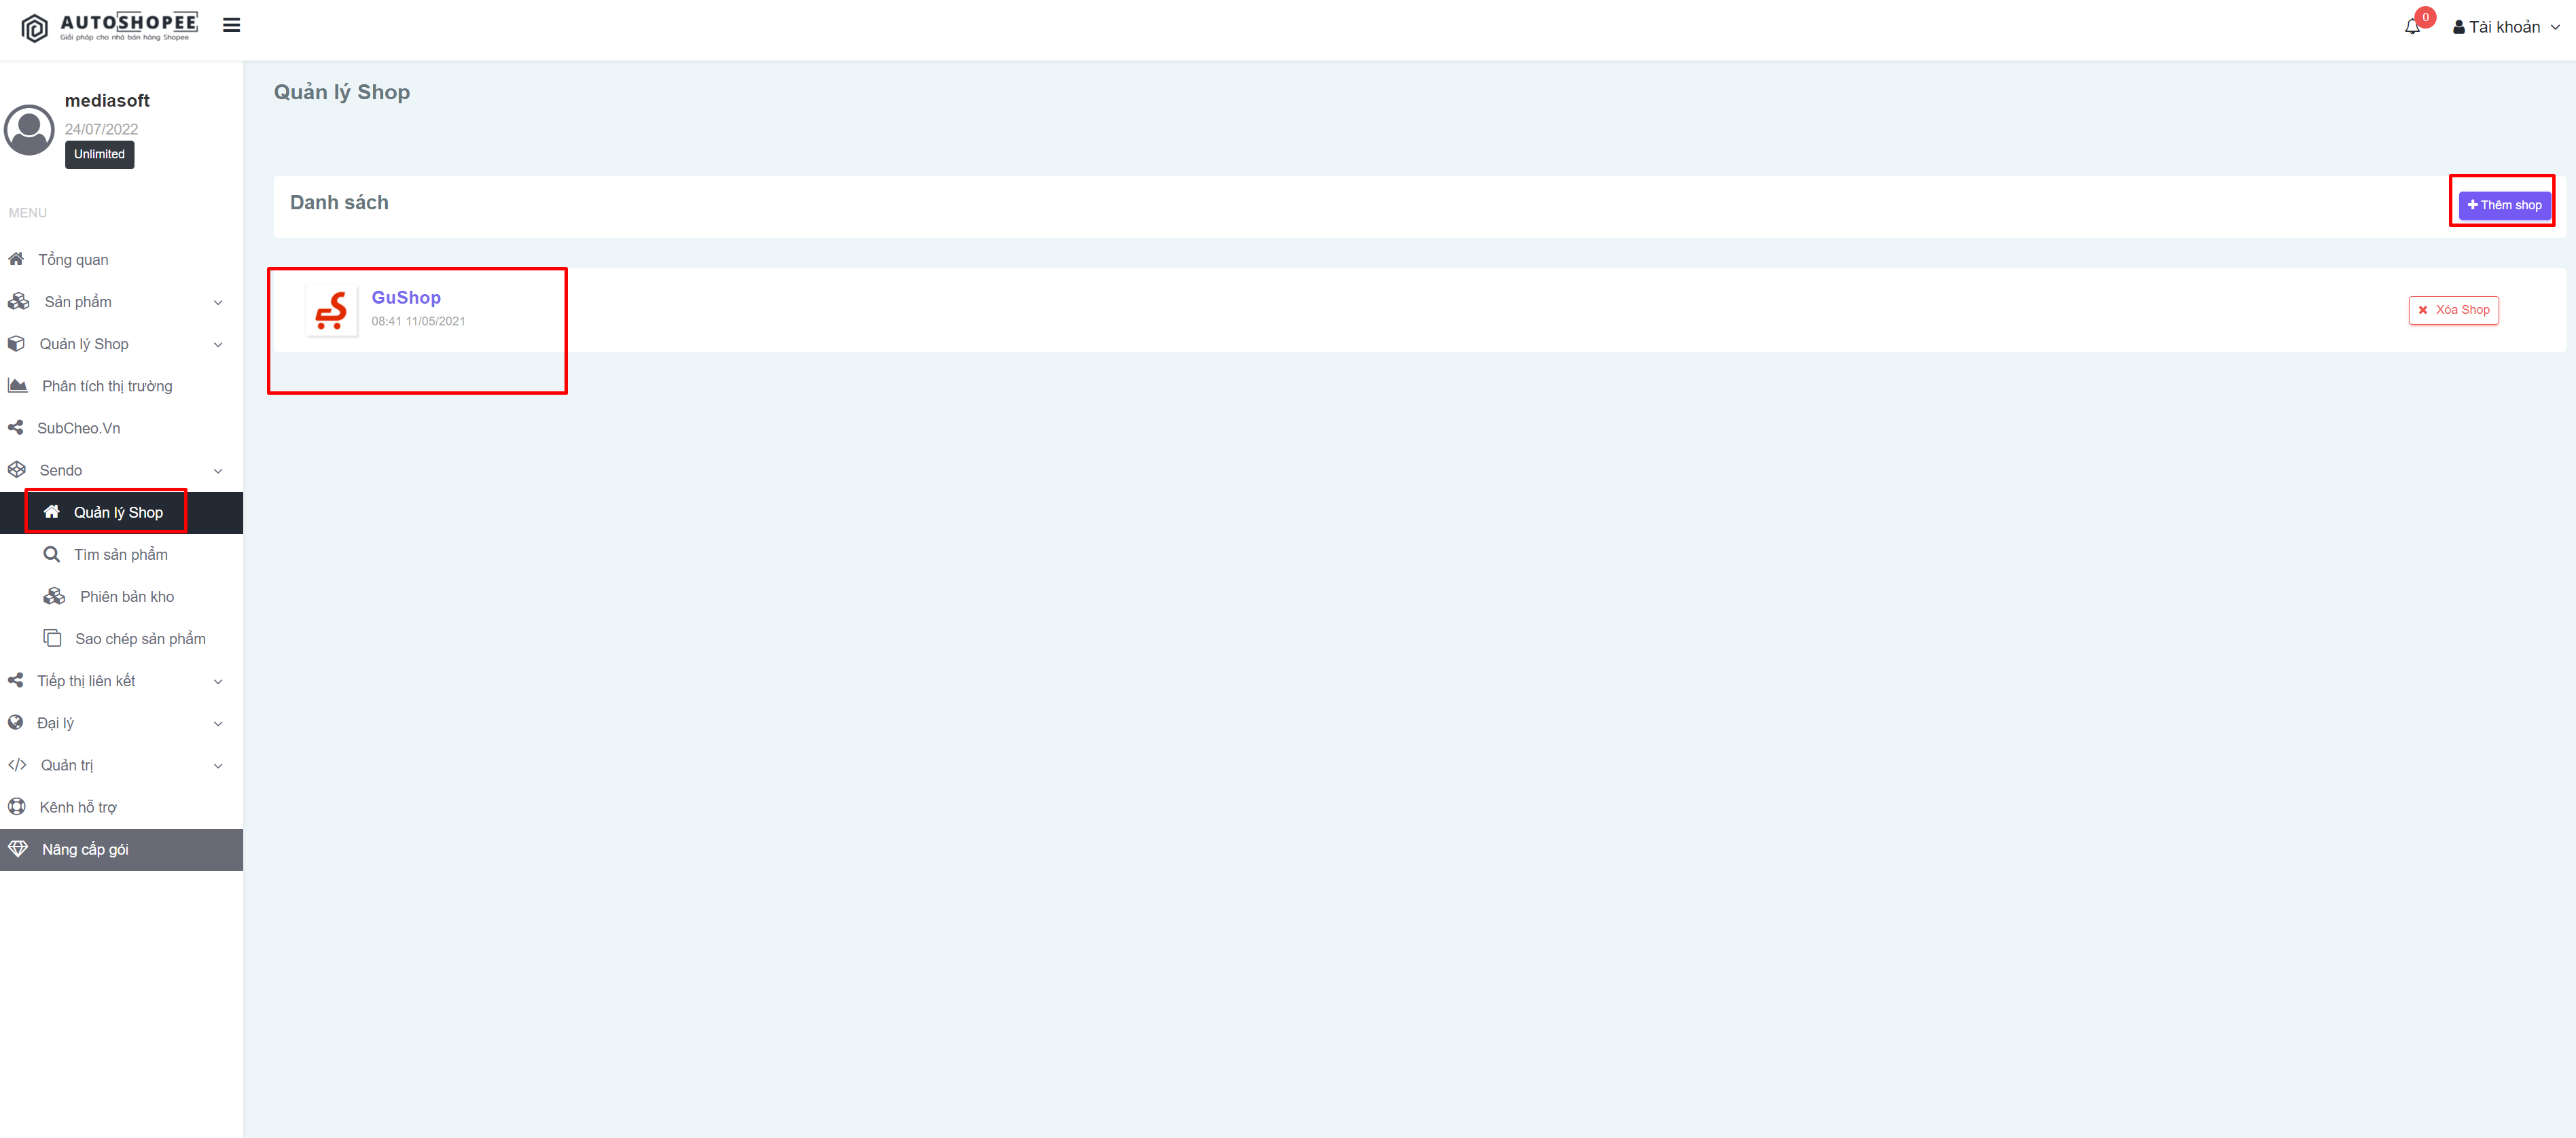 AUTOSHOPEE
Giải pháp cho nhà bán hàng Shopee
0
Tài khoản
mediasoft
24/07/2022
Unlimited
MENU
Tổng quan
Sản phẩm
Quản lý Shop
Phân tích thị trường
SubCheo.Vn
Sendo
Quản lý Shop
Tìm sản phẩm
Phiên bản kho
Sao chép sản phẩm
Tiếp thị liên kết
Đại lý
Quản trị
Kênh hỗ trợ
Nâng cấp gói
Quản lý Shop
Danh sách
Thêm shop
GuShop
08:41 11/05/2021
Xóa Shop